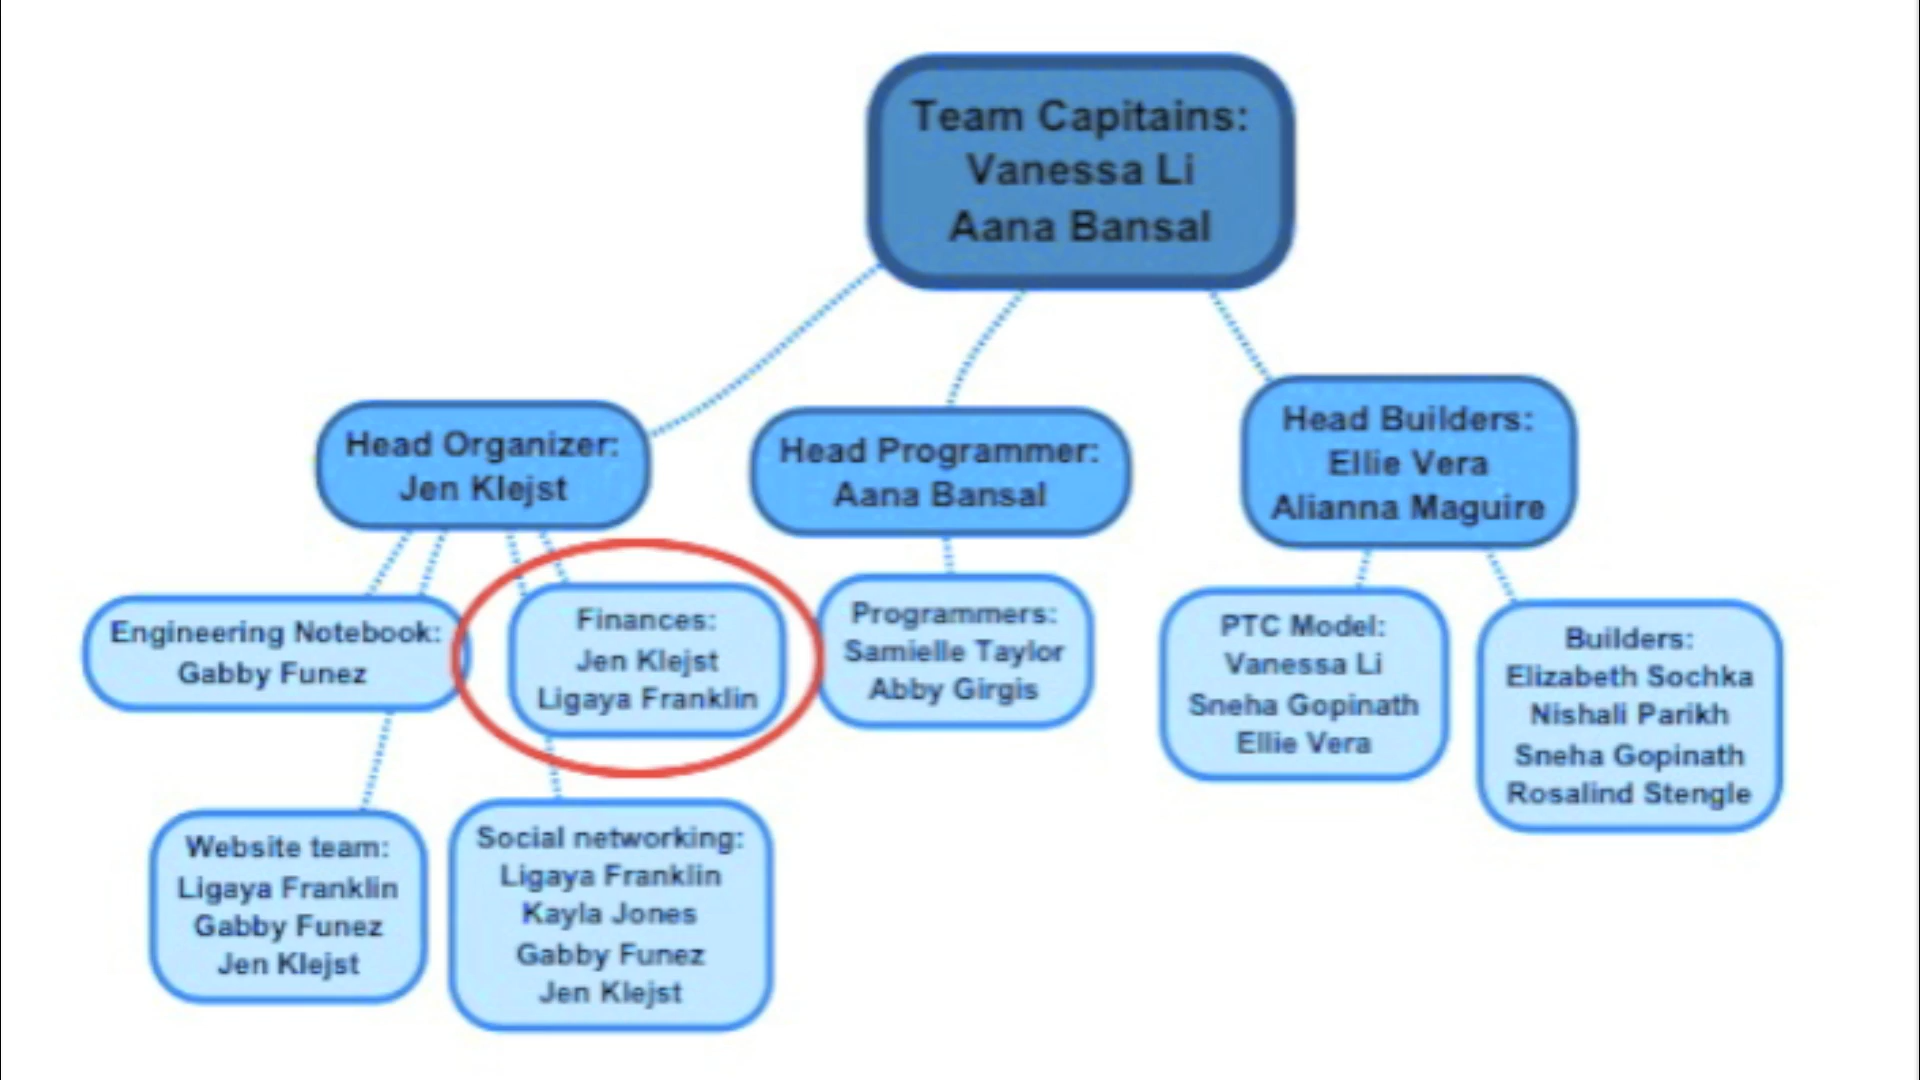 Team Capitains:
Vanessa Li
Aana Bansal
Head Organizer:
Jen Klejst
Head Programmer:
Aana Bansal
Head Builders:
Ellie Vera
Alianna Maguire
Engineering Notebook:
Gabby Funez
Finances:
Jen Klejst
Ligaya Franklin
Programmers:
Samielle Taylor
Abby Girgis
PTC Model:
Vanessa Li
Sneha Gopinath
Ellie Vera
Builders:
Elizabeth Sochka
Nishali Parikh
Sneha Gopinath
Rosalind Stengle
Website team:
Ligaya Franklin
Gabby Funez
Jen Klejst
Social networking:
Ligaya Franklin
Kayla Jones
Gabby Funez
Jen Klejst